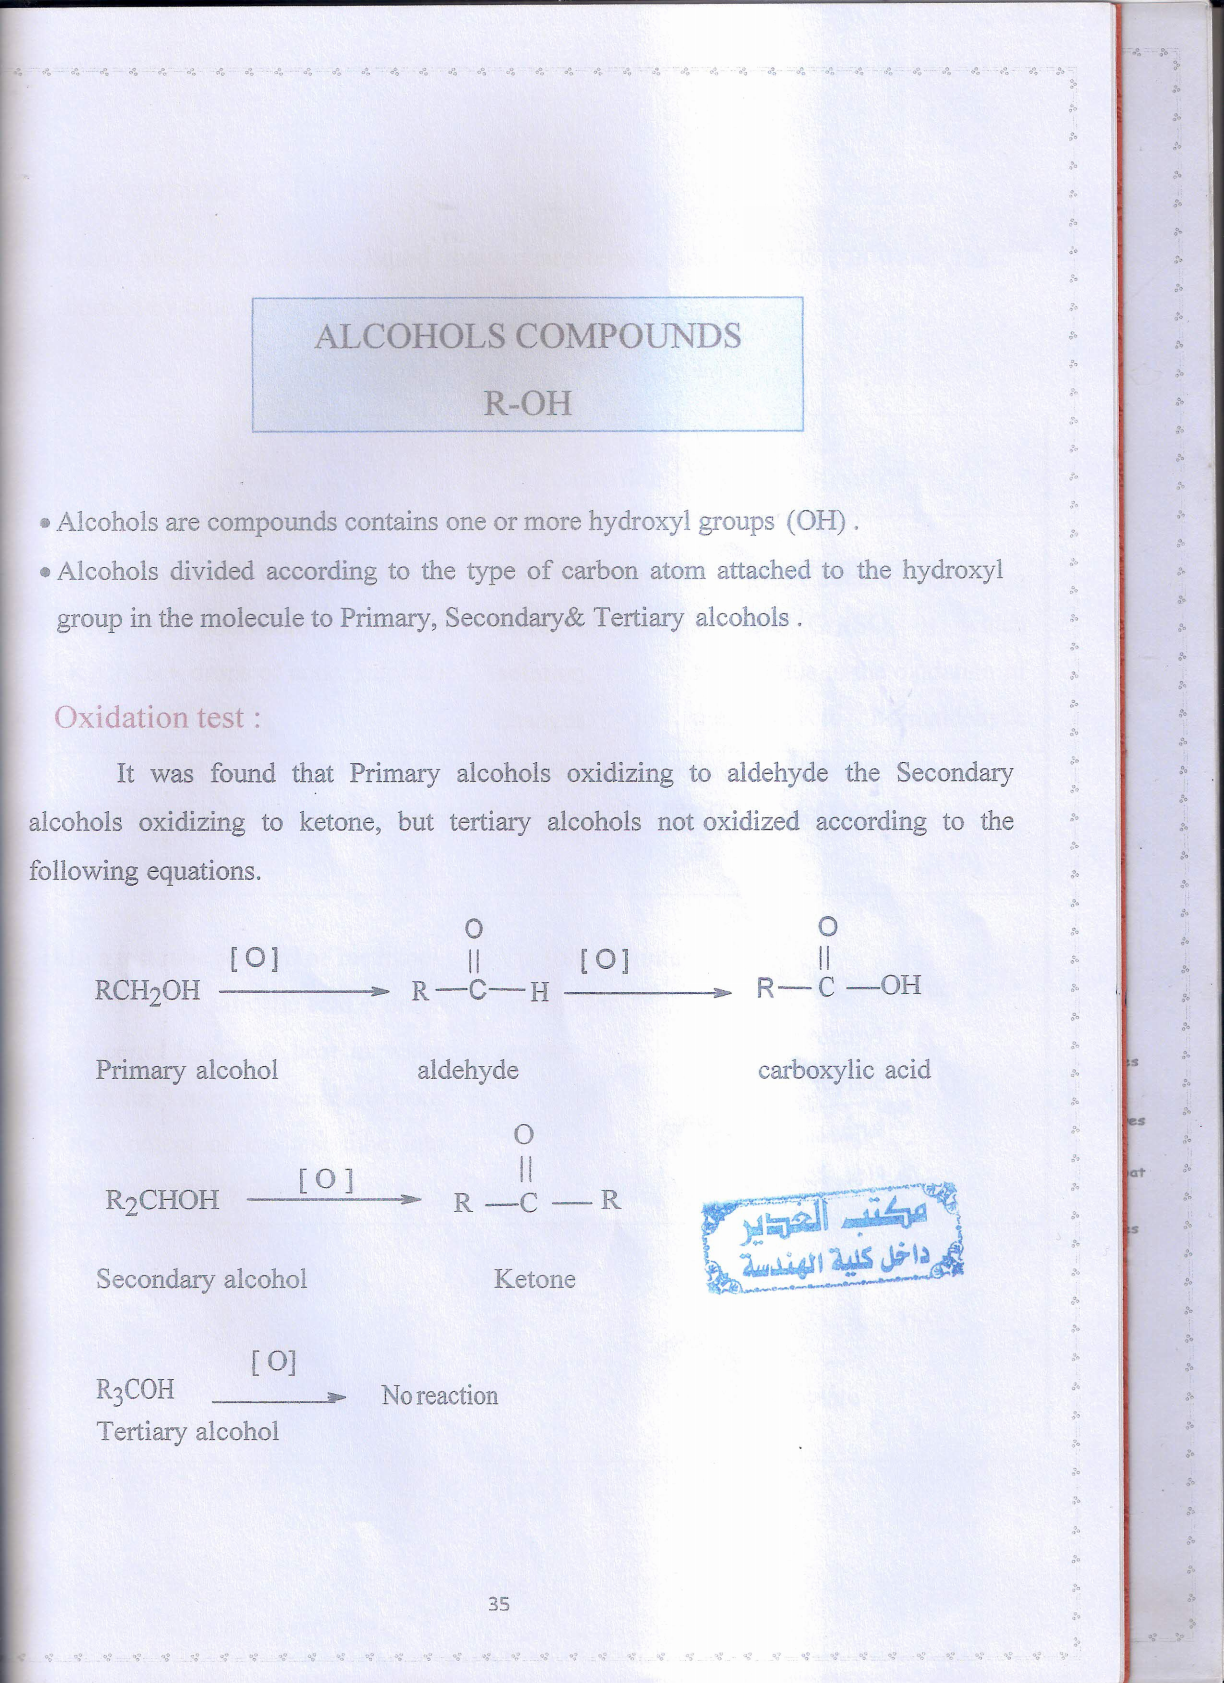 ALCOHOLS COMPOUNDS
R-OH
• Alcohols are compounds contains one or more hydroxyl groups (OH) .
• Alcohols divided according to the type of carbon atom attached to the hydroxyl
group in the molecule to Primary, Secondary& Tertiary alcohols .
Oxidation test :
It was found that Primary alcohols oxidizing to aldehyde the Secondary
alcohols oxidizing to ketone, but tertiary alcohols not oxidized according to the
following equations.
O O
[O] || [O] ||
RCH2OH ⟶ R—C—H ⟶ R—C—OH
Primary alcohol aldehyde carboxylic acid
O
[O] ||
R2CHOH ⟶ R—C—R
Secondary alcohol Ketone
مكتب الغدير
داخل كلية الهندسة
[O]
R3COH ⟶ No reaction
Tertiary alcohol
35
es
at